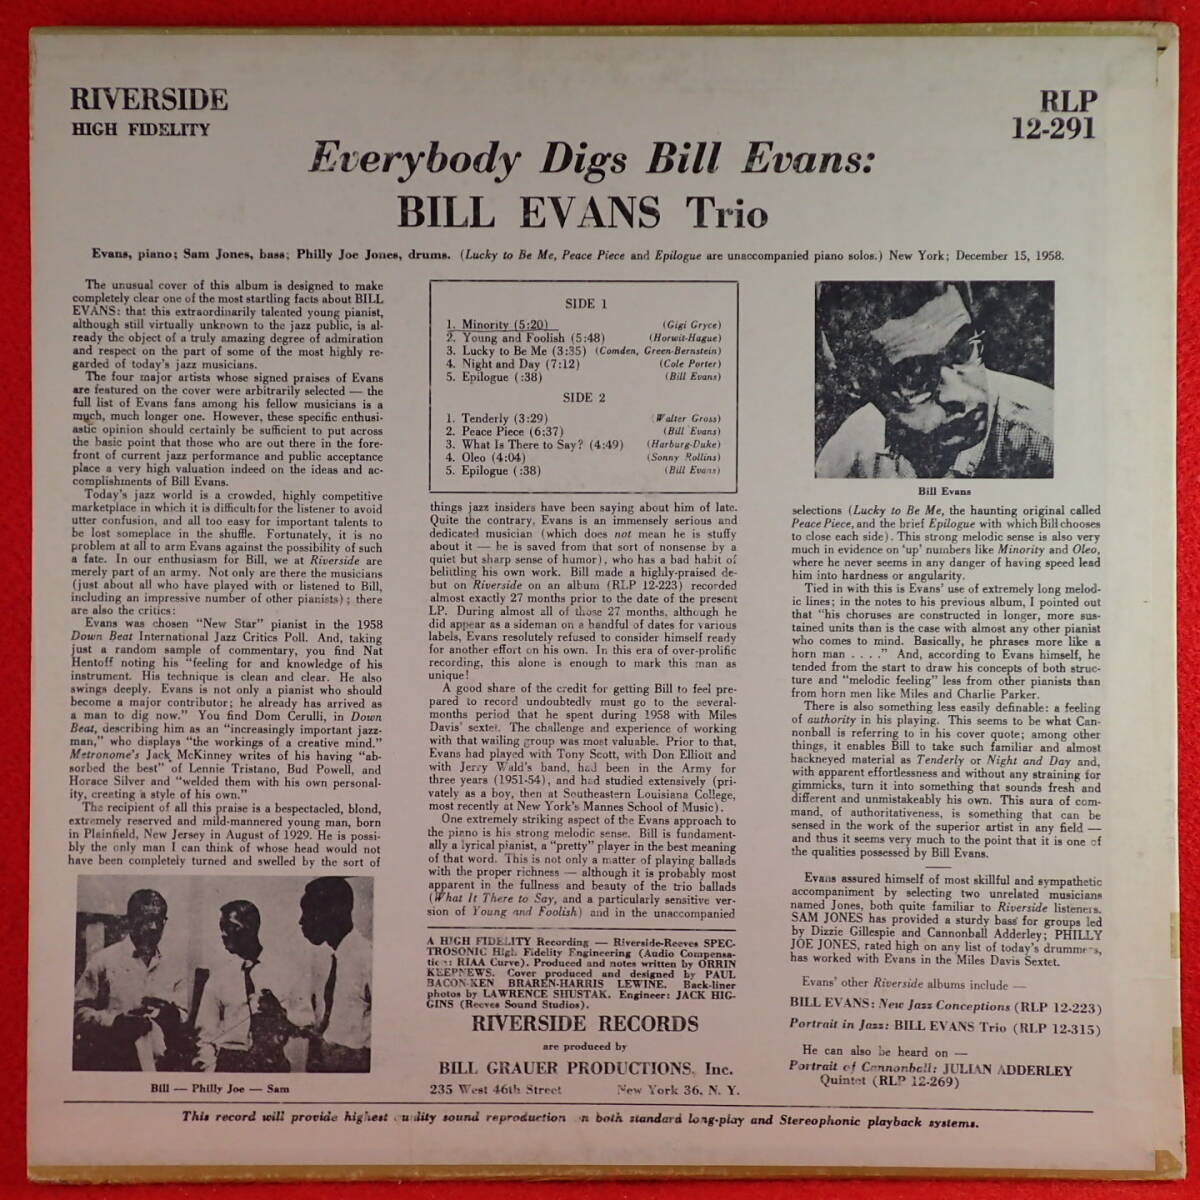 RIVERSIDE
HIGH FIDELITY
RLP
12-291
Everybody Digs Bill Evans:
BILL EVANS Trio
Evans, piano; Sam Jones, bass; Philly Joe Jones, drums. (Lucky to Be Me, Peace Piece and Epilogue are unaccompanied piano solos.) New York; December 15, 1958.
The unusual cover of this album is designed to make
completely clear one of the most startling facts about BILL
EVANS: that this extraordinarily talented young pianist,
although still virtually unknown to the jazz public, is al-
ready the object of a truly amazing degree of admiration
and respect on the part of some of the most highly re-
garded of today's jazz musicians.
The four major artists whose signed praises of Evans
are featured on the cover were arbitrarily selected — the
full list of Evans fans among his fellow musicians is a
much, much longer one. However, these specific enthusi-
astic opinion should certainly be sufficient to put across
the basic point that those who are out there in the fore-
front of current jazz performance and public acceptance
place a very high valuation indeed on the ideas and ac-
complishments of Bill Evans.
Today's jazz world is a crowded, highly competitive
marketplace in which it is difficult for the listener to avoid
utter confusion, and all too easy for important talents to
be lost someplace in the shuffle. Fortunately, it is no
problem at all to arm Evans against the possibility of such
a fate. In our enthusiasm for Bill, we at Riverside are
merely part of an army. Not only are there the musicians
(just about all who have played with or listened to Bill,
including an impressive number of other pianists); there
are also the critics:
Evans was chosen "New Star" pianist in the 1958
Down Beat International Jazz Critics Poll. And, taking
just a random sample of commentary, you find Nat
Hentoff noting his "feeling for and knowledge of his
instrument. His technique is clean and clear. He also
swings deeply. Evans is not only a pianist who should
become a major contributor; he already has arrived as
a man to dig now." You find Dom Cerulli, in Down
Beat, describing him as an "increasingly important jazz-
man," who displays "the workings of a creative mind."
Metronome's Jack McKinney writes of his having "ab-
sorbed the best" of Lennie Tristano, Bud Powell, and
Horace Silver and "welded them with his own personal-
ity, creating a style of his own."
The recipient of all this praise is a bespectacled, blond,
extremely reserved and mild-mannered young man, born
in Plainfield, New Jersey in August of 1929. He is possi-
bly the only man I can think of whose head would not
have been completely turned and swelled by the sort of
Bill — Philly Joe — Sam
SIDE 1
1. Minority (5:20) (Gigi Gryce)
2. Young and Foolish (5:48) (Horwit-Hague)
3. Lucky to Be Me (3:35) (Comden, Green-Bernstein)
4. Night and Day (7:12) (Cole Porter)
5. Epilogue (:38) (Bill Evans)
SIDE 2
1. Tenderly (3:29) (Walter Gross)
2. Peace Piece (6:37) (Bill Evans)
3. What Is There to Say? (4:49) (Harburg-Duke)
4. Oleo (4:04) (Sonny Rollins)
5. Epilogue (:38) (Bill Evans)
things jazz insiders have been saying about him of late.
Quite the contrary, Evans is an immensely serious and
dedicated musician (which does not mean he is stuffy
about it — he is saved from that sort of nonsense by a
quiet but sharp sense of humor), who has a bad habit of
belittling his own work. Bill made a highly-praised de-
but on Riverside on an album (RLP 12-223) recorded
almost exactly 27 months prior to the date of the present
LP. During almost all of those 27 months, although he
did appear as a sideman on a handful of dates for various
labels, Evans resolutely refused to consider himself ready
for another effort on his own. In this era of over-prolific
recording, this alone is enough to mark this man as
unique!
A good share of the credit for getting Bill to feel pre-
pared to record undoubtedly must go to the several-
months period that he spent during 1958 with Miles
Davis' sextet. The challenge and experience of working
with that wailing group was most valuable. Prior to that,
Evans had played with Tony Scott, with Don Elliott and
with Jerry Wald's band, had been in the Army for
three years (1951-54), and had studied extensively (pri-
vately as a boy, then at Southeastern Louisiana College,
most recently at New York's Mannes School of Music).
One extremely striking aspect of the Evans approach to
the piano is his strong melodic sense. Bill is fundament-
ally a lyrical pianist, a "pretty" player in the best meaning
of that word. This is not only a matter of playing ballads
with the proper richness — although it is probably most
apparent in the fullness and beauty of the trio ballads
(What It There to Say, and a particularly sensitive ver-
sion of Young and Foolish) and in the unaccompanied
A HIGH FIDELITY Recording — Riverside-Reeves SPEC-
TROSONIC High Fidelity Engineering (Audio Compensa-
tion: RIAA Curve). Produced and notes written by ORRIN
KEEPNEWS. Cover produced and designed by PAUL
BACON-KEN BRAREN-HARRIS LEWINE. Back-liner
photos by LAWRENCE SHUSTAK. Engineer: JACK HIG-
GINS (Reeves Sound Studios).
RIVERSIDE RECORDS
are produced by
BILL GRAUER PRODUCTIONS, Inc.
235 West 46th Street New York 36, N. Y.
Bill Evans
selections (Lucky to Be Me, the haunting original called
Peace Piece, and the brief Epilogue with which Bill chooses
to close each side). This strong melodic sense is also very
much in evidence on 'up' numbers like Minority and Oleo,
where he never seems in any danger of having speed lead
him into hardness or angularity.
Tied in with this is Evans' use of extremely long melod-
ic lines; in the notes to his previous album, I pointed out
that "his choruses are constructed in longer, more sus-
tained units than is the case with almost any other pianist
who comes to mind. Basically, he phrases more like a
horn man . . . ." And, according to Evans himself, he
tended from the start to draw his concepts of both struc-
ture and "melodic feeling" less from other pianists than
from horn men like Miles and Charlie Parker.
There is also something less easily definable: a feeling
of authority in his playing. This seems to be what Can-
nonball is referring to in his cover quote; among other
things, it enables Bill to take such familiar and almost
hackneyed material as Tenderly or Night and Day and,
with apparent effortlessness and without any straining for
gimmicks, turn it into something that sounds fresh and
different and unmistakeably his own. This aura of com-
mand, of authoritativeness, is something that can be
sensed in the work of the superior artist in any field —
and thus it seems very much to the point that it is one of
the qualities possessed by Bill Evans.
Evans assured himself of most skillful and sympathetic
accompaniment by selecting two unrelated musicians
named Jones, both quite familiar to Riverside listeners.
SAM JONES has provided a sturdy bass for groups led
by Dizzie Gillespie and Cannonball Adderley; PHILLY
JOE JONES, rated high on any list of today's drummers,
has worked with Evans in the Miles Davis Sextet.
Evans' other Riverside albums include —
BILL EVANS: New Jazz Conceptions (RLP 12-223)
Portrait in Jazz: BILL EVANS Trio (RLP 12-315)
He can also be heard on —
Portrait of Cannonball: JULIAN ADDERLEY
Quintet (RLP 12-269)
This record will provide highest quality sound reproduction on both standard long-play and Stereophonic playback systems.